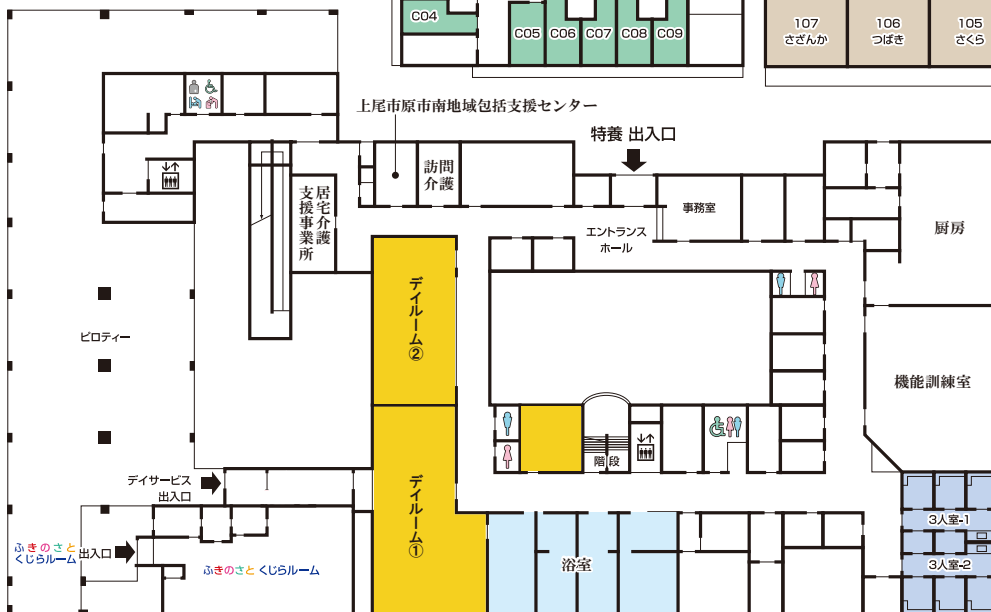 C04
C05
C06
C07
C08
C09
107
さざんか
106
つばき
105
さくら
上尾市原市南地域包括支援センター
特養 出入口
訪問
介護
居宅介護
支援事業所
事務室
エントランス
ホール
厨房
デイルーム②
ピロティー
機能訓練室
階段
デイサービス
出入口
デイルーム①
3人室-1
ふきのさと
くじらルーム
出入口
ふきのさと くじらルーム
浴室
3人室-2